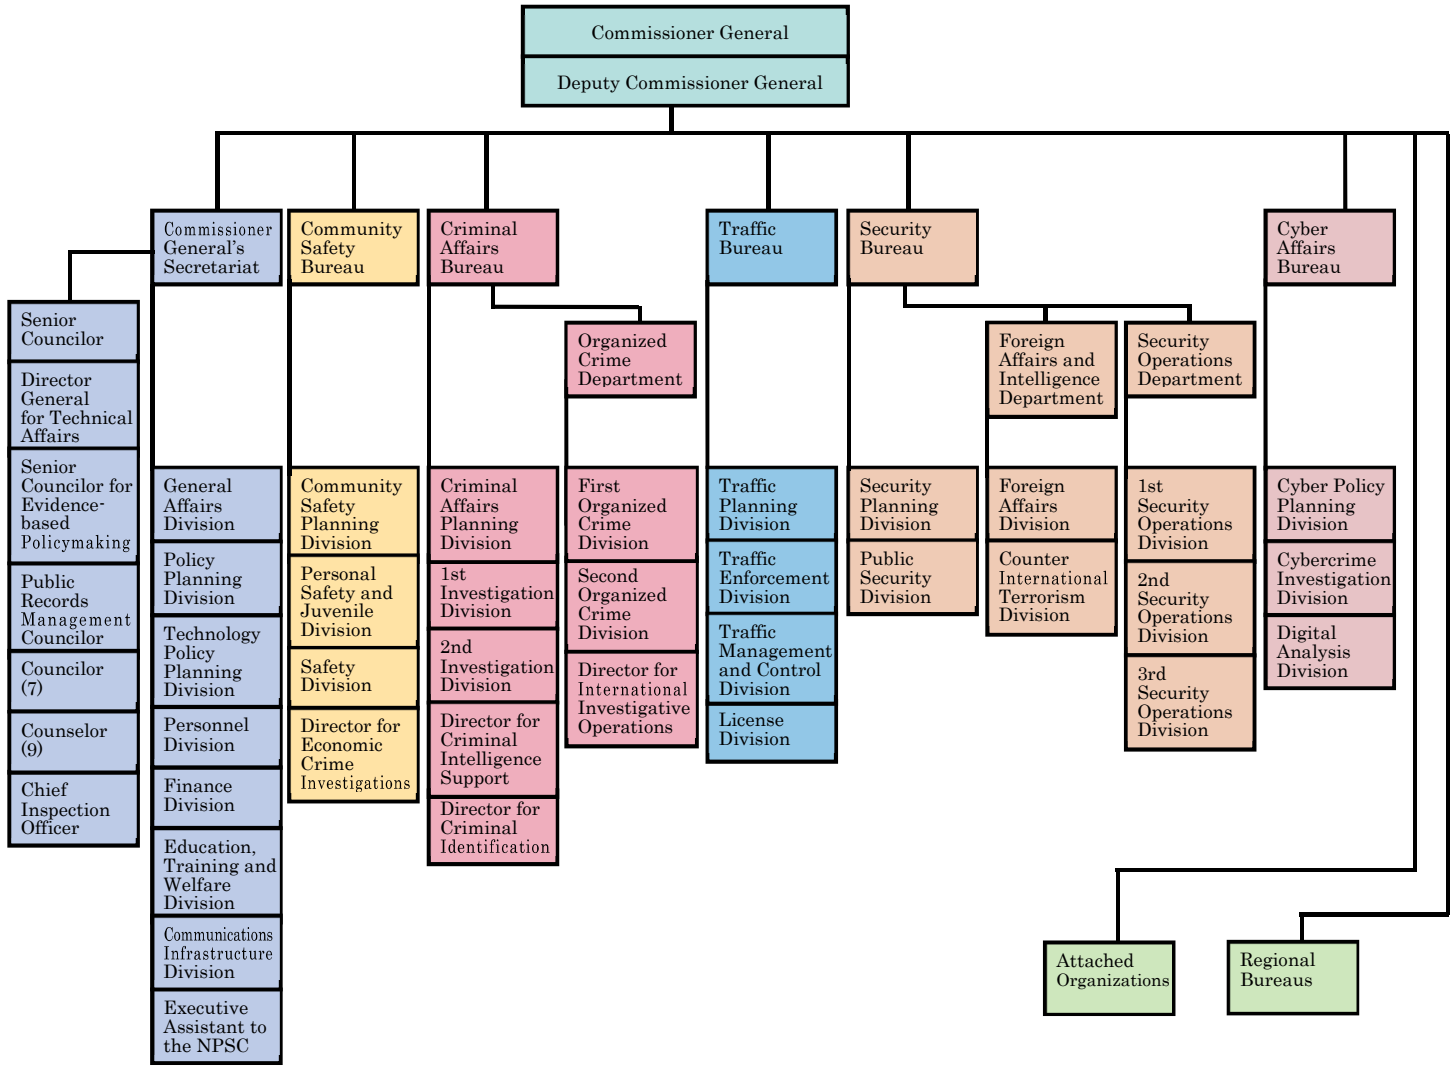 Commissioner General
Deputy Commissioner General
Commissioner
General's
Secretariat
Community
Safety
Bureau
Criminal
Affairs
Bureau
Traffic
Bureau
Security
Bureau
Cyber
Affairs
Bureau
Senior
Councilor
Director
General
for Technical
Affairs
Senior
Councilor for
Evidence-
based
Policymaking
Public
Records
Management
Councilor
Councilor
(7)
Counselor
(9)
Chief
Inspection
Officer
Organized
Crime
Department
Foreign
Affairs and
Intelligence
Department
Security
Operations
Department
General
Affairs
Division
Policy
Planning
Division
Technology
Policy
Planning
Division
Personnel
Division
Finance
Division
Education,
Training and
Welfare
Division
Communications
Infrastructure
Division
Executive
Assistant to
the NPSC
Community
Safety
Planning
Division
Personal
Safety and
Juvenile
Division
Safety
Division
Director for
Economic
Crime
Investigations
Criminal
Affairs
Planning
Division
1st
Investigation
Division
2nd
Investigation
Division
Director for
Criminal
Intelligence
Support
Director for
Criminal
Identification
First
Organized
Crime
Division
Second
Organized
Crime
Division
Director for
International
Investigative
Operations
Traffic
Planning
Division
Traffic
Enforcement
Division
Traffic
Management
and Control
Division
License
Division
Security
Planning
Division
Public
Security
Division
Foreign
Affairs
Division
Counter
International
Terrorism
Division
1st
Security
Operations
Division
2nd
Security
Operations
Division
3rd
Security
Operations
Division
Cyber Policy
Planning
Division
Cybercrime
Investigation
Division
Digital
Analysis
Division
Attached
Organizations
Regional
Bureaus